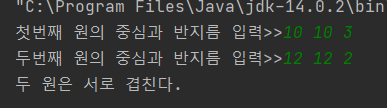 "C:\Program Files\Java\jdk-14.0.2\bin
첫번째 원의 중심과 반지름 입력>>10 10 3
두번째 원의 중심과 반지름 입력>>12 12 2
두 원은 서로 겹친다.